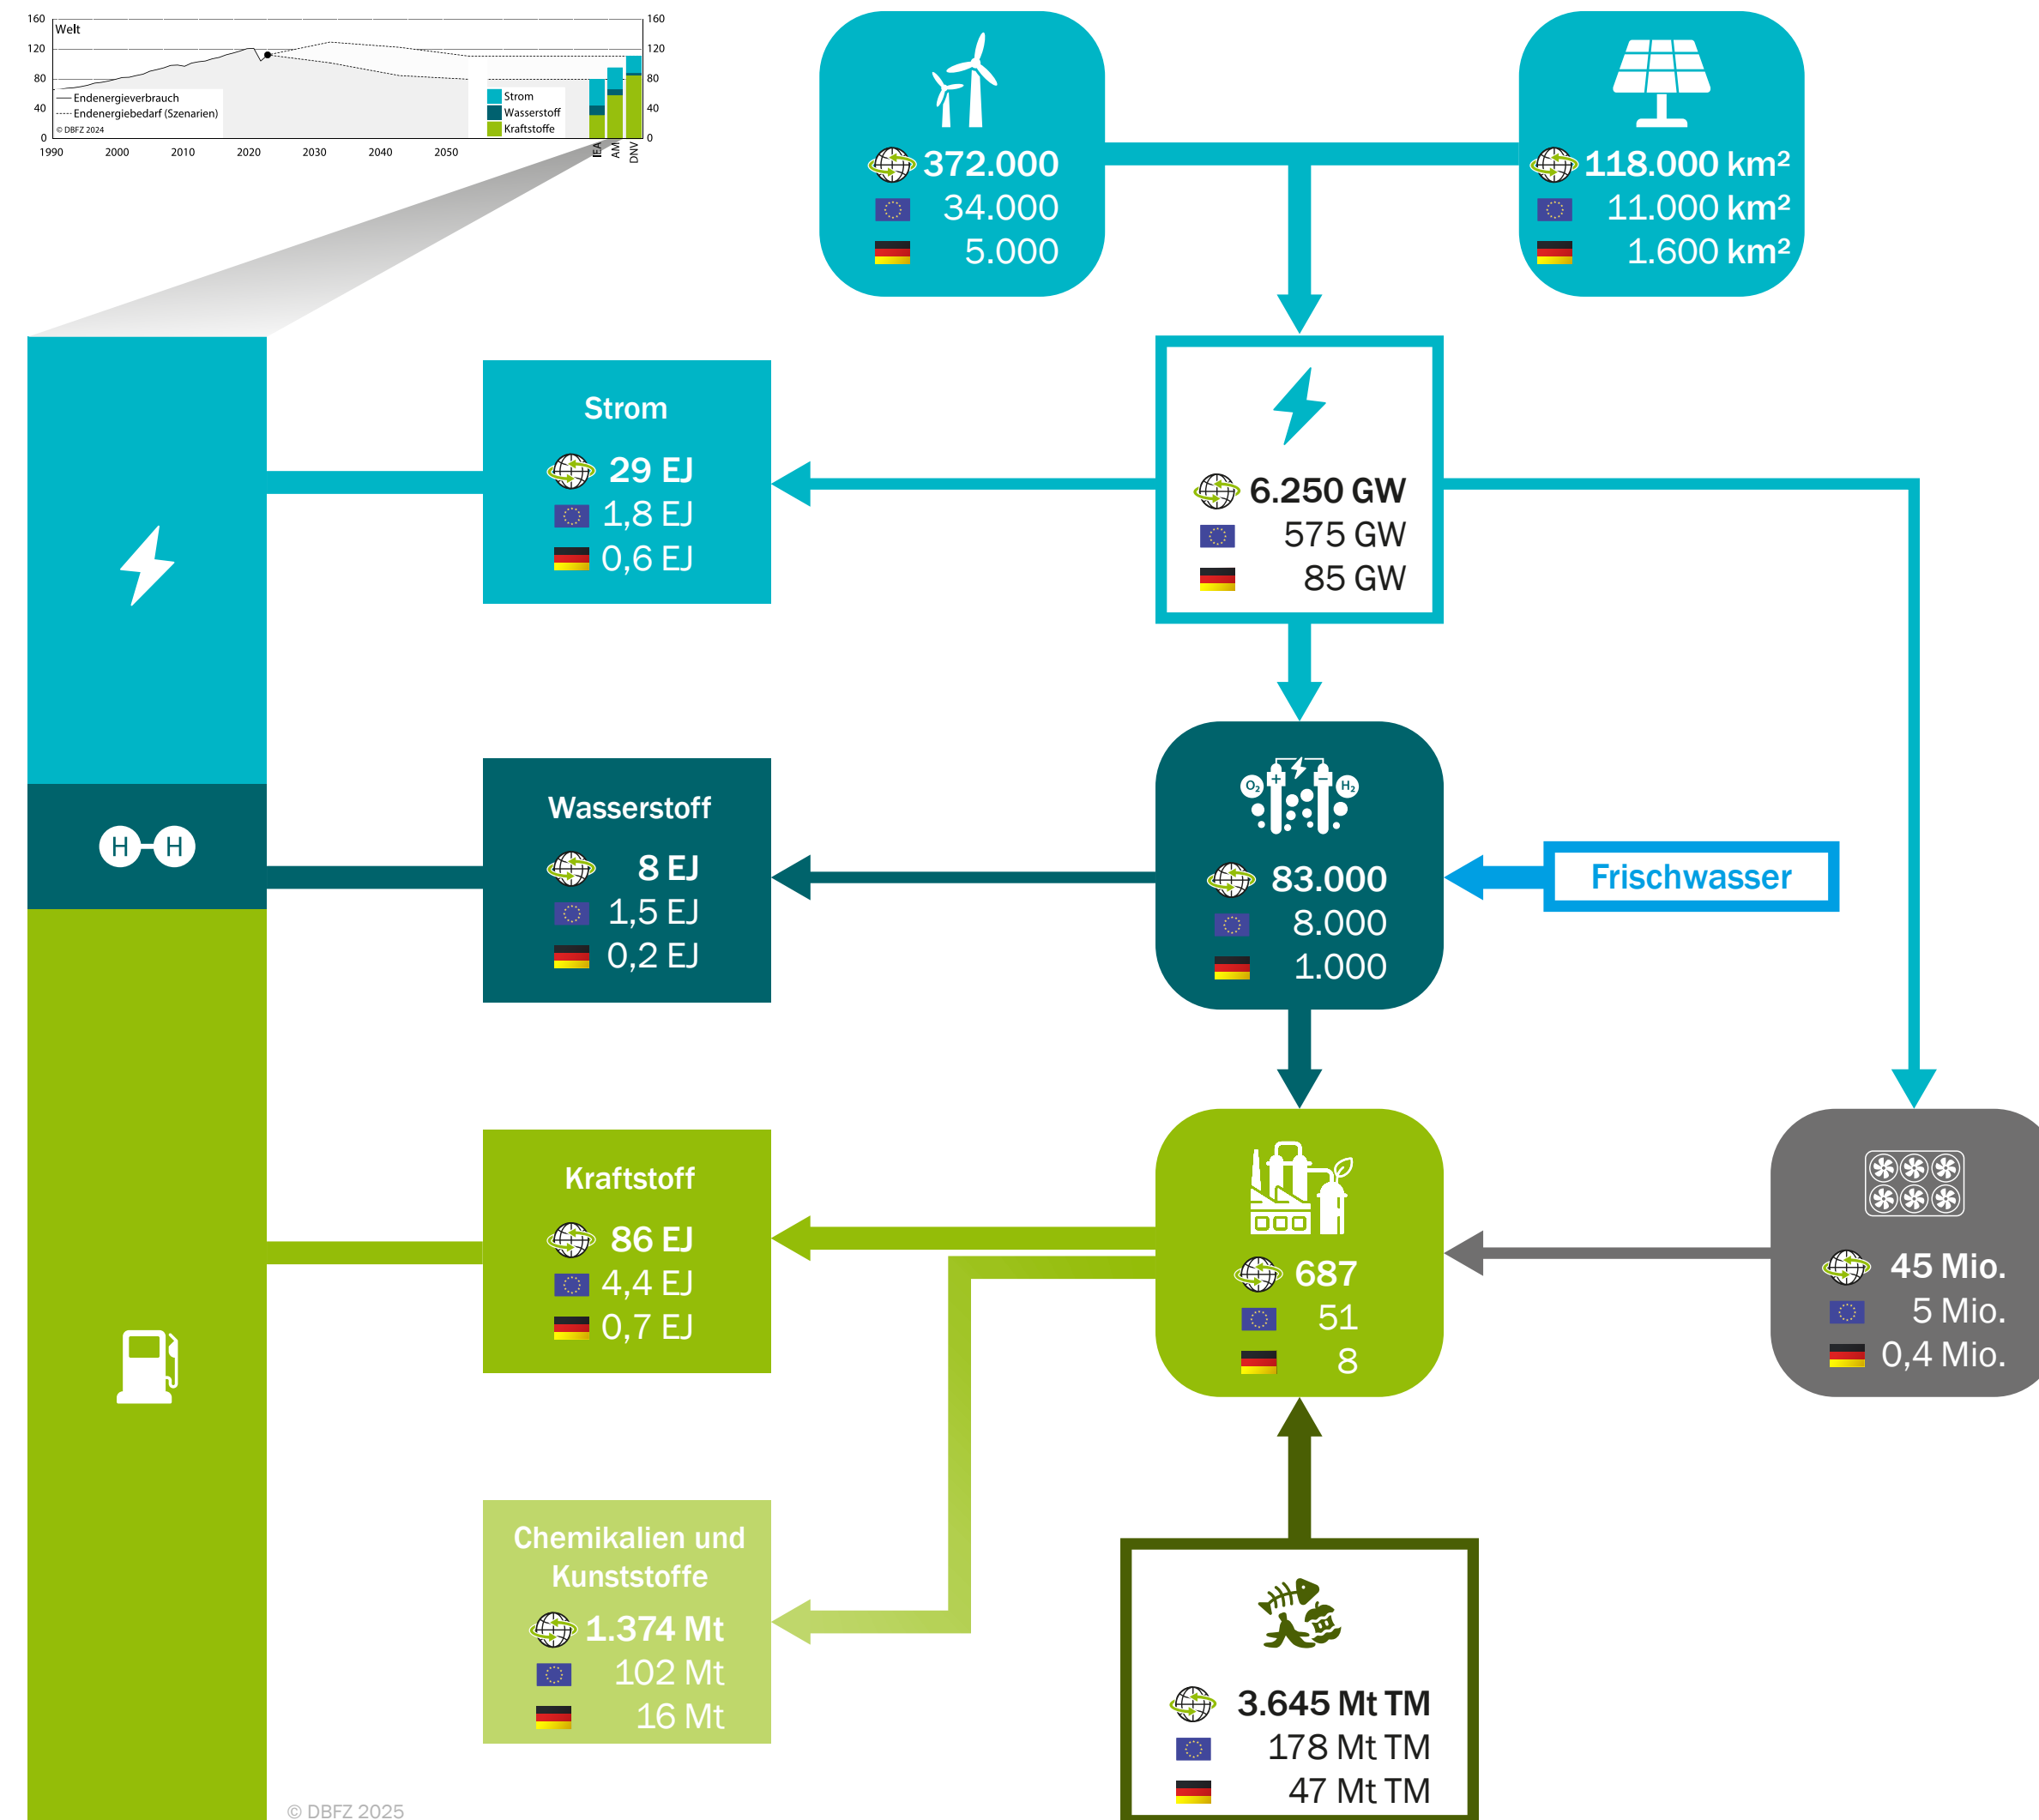 160
120
80
40
0
Welt
Endenergieverbrauch
Endenergiebedarf (Szenarien)
© DBFZ 2024
Strom
Wasserstoff
Kraftstoffe
160
120
80
40
0
1990
2000
2010
2020
2030
2040
2050
IEA
AM
DNV
372.000
34.000
5.000
118.000 km²
11.000 km²
1.600 km²
Strom
29 EJ
1,8 EJ
0,6 EJ
6.250 GW
575 GW
85 GW
H H
Wasserstoff
8 EJ
1,5 EJ
0,2 EJ
O₂ + − H₂
83.000
8.000
1.000
Frischwasser
Kraftstoff
86 EJ
4,4 EJ
0,7 EJ
687
51
8
45 Mio.
5 Mio.
0,4 Mio.
Chemikalien und
Kunststoffe
1.374 Mt
102 Mt
16 Mt
3.645 Mt TM
178 Mt TM
47 Mt TM
© DBFZ 2025